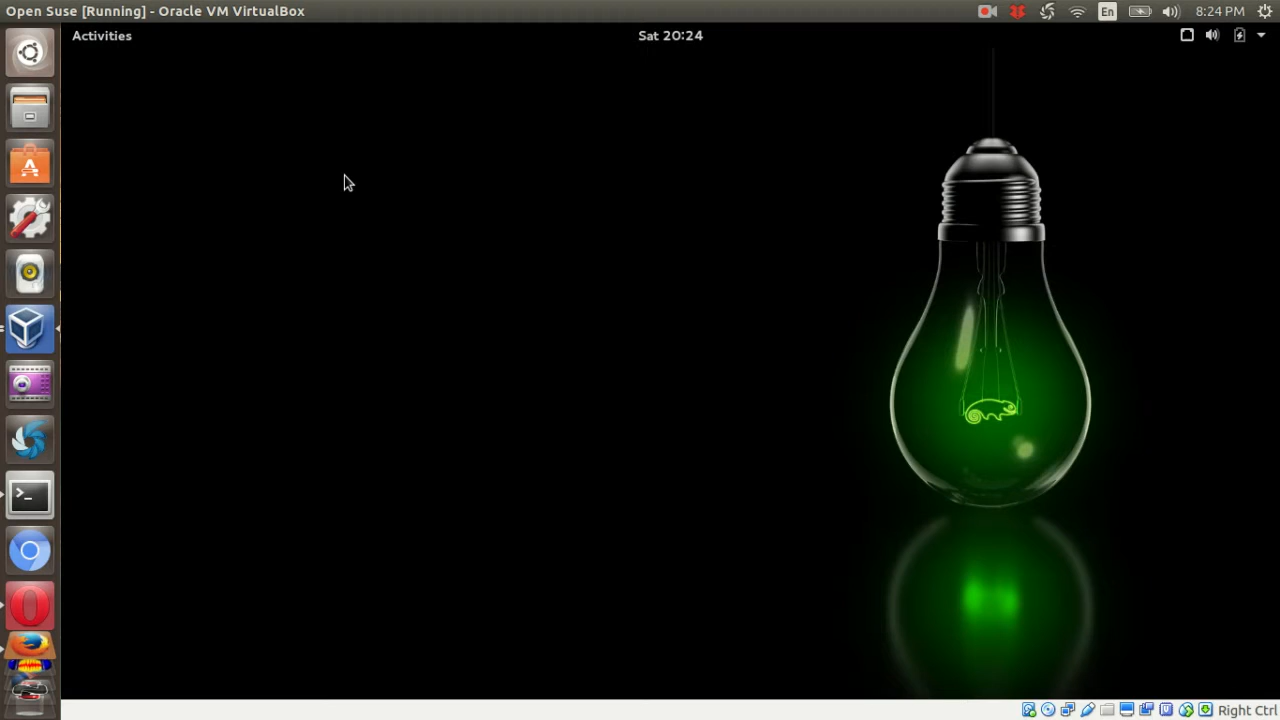 Open Suse [Running] - Oracle VM VirtualBox
En
8:24 PM
Activities
Sat 20:24
Right Ctrl